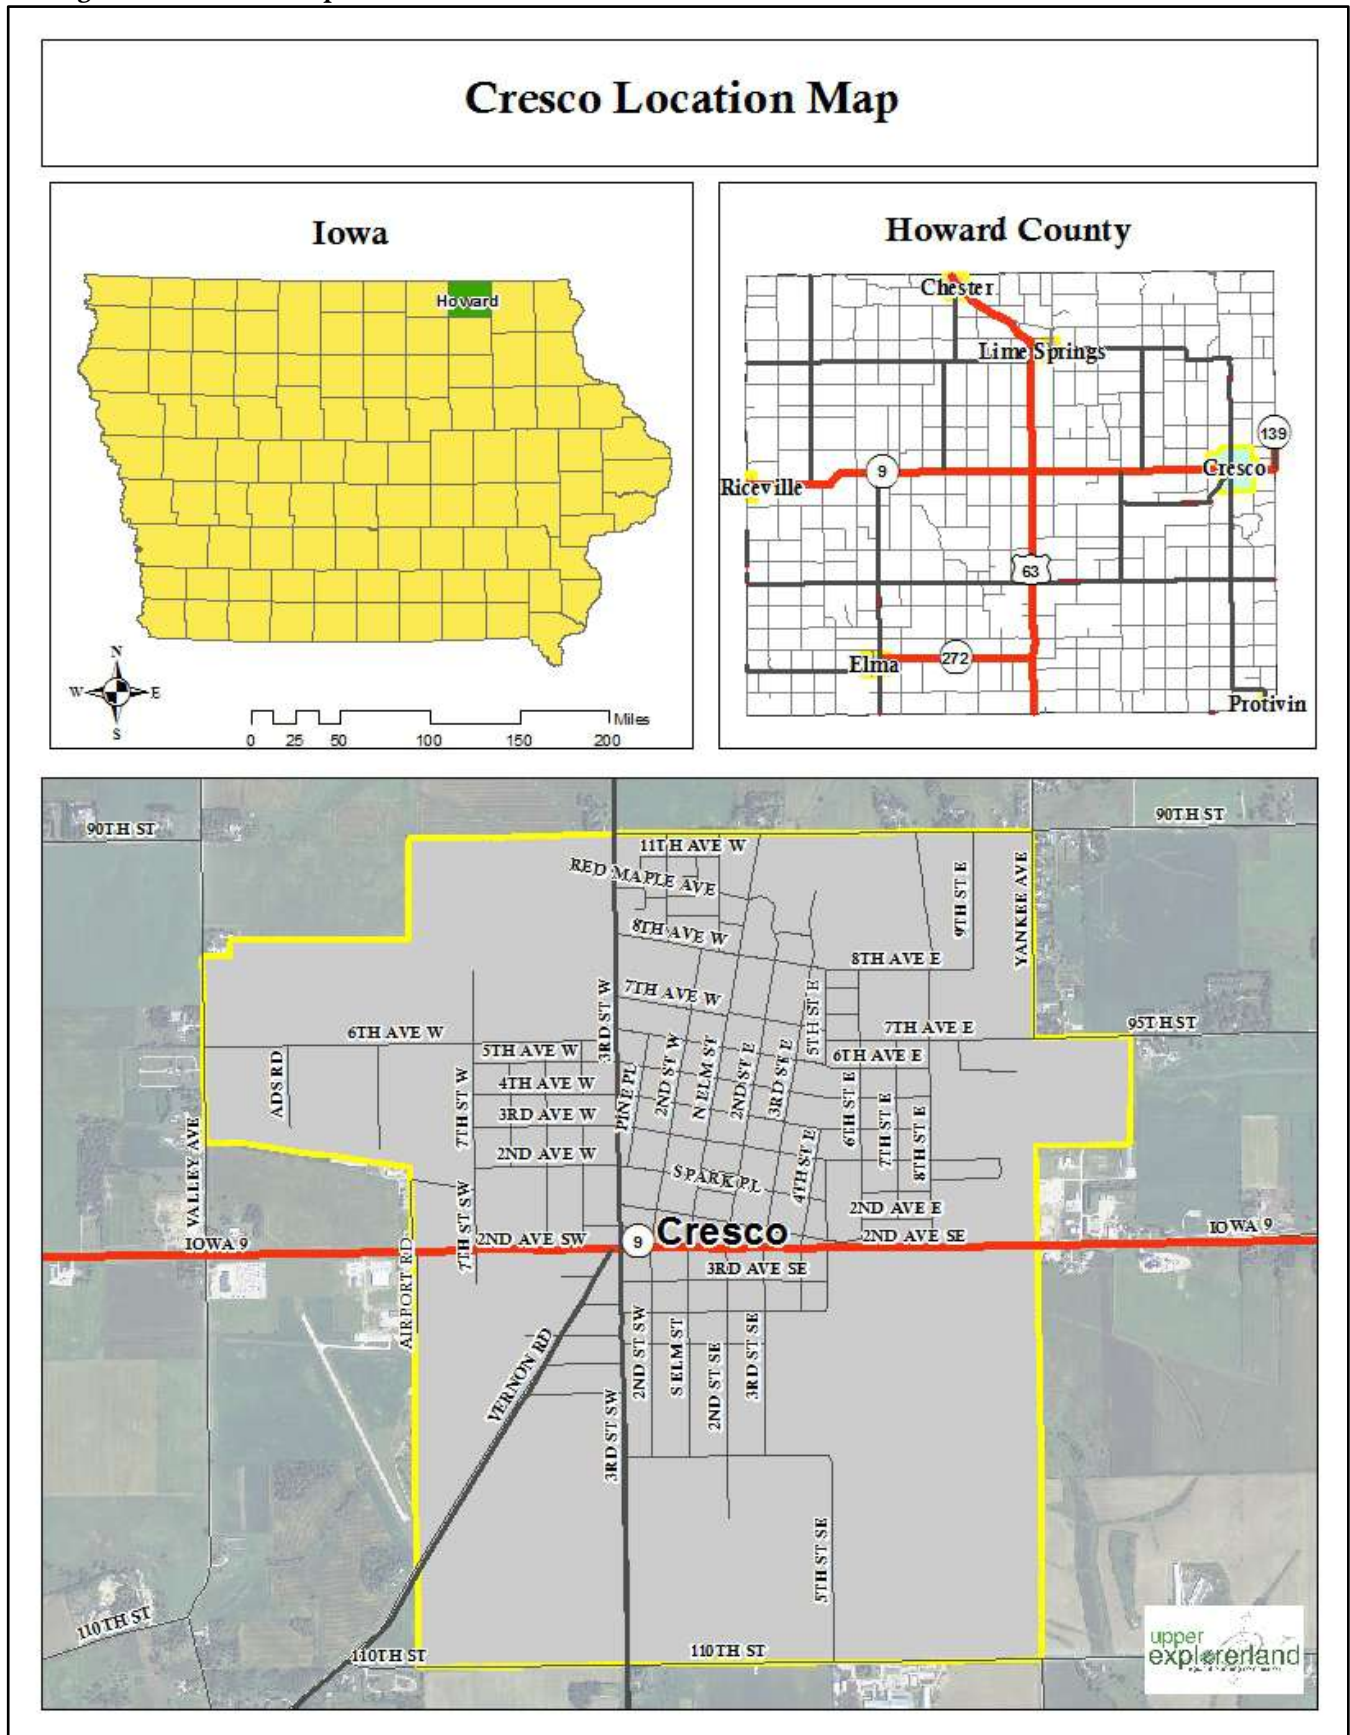 Cresco Location Map
Iowa
Howard
N
W E
S
Miles
0 25 50 100 150 200
Howard County
Chester
Lime Springs
139
9
Cresco
Riceville
63
Elma
272
Protivin
90TH ST
90TH ST
11TH AVE W
RED MAPLE AVE
9TH ST E
YANKEE AVE
8TH AVE W
8TH AVE E
7TH AVE W
3RD ST W
5TH ST E
6TH AVE W
7TH AVE E
95TH ST
5TH AVE W
6TH AVE E
ADS RD
4TH AVE W
7TH ST W
PINE PL
2ND ST W
N ELM ST
2ND ST E
3RD ST E
6TH ST E
7TH ST E
8TH ST E
3RD AVE W
VALLEY AVE
2ND AVE W
4TH ST E
S PARK PL
7TH ST SW
2ND AVE E
IOWA 9
2ND AVE SW
9
Cresco
2ND AVE SE
IOWA 9
3RD AVE SE
AIRPORT RD
VERNON RD
2ND ST SW
S ELM ST
2ND ST SE
3RD ST SE
3RD ST SW
5TH ST SE
110TH ST
110TH ST
110TH ST
upper
explorerland